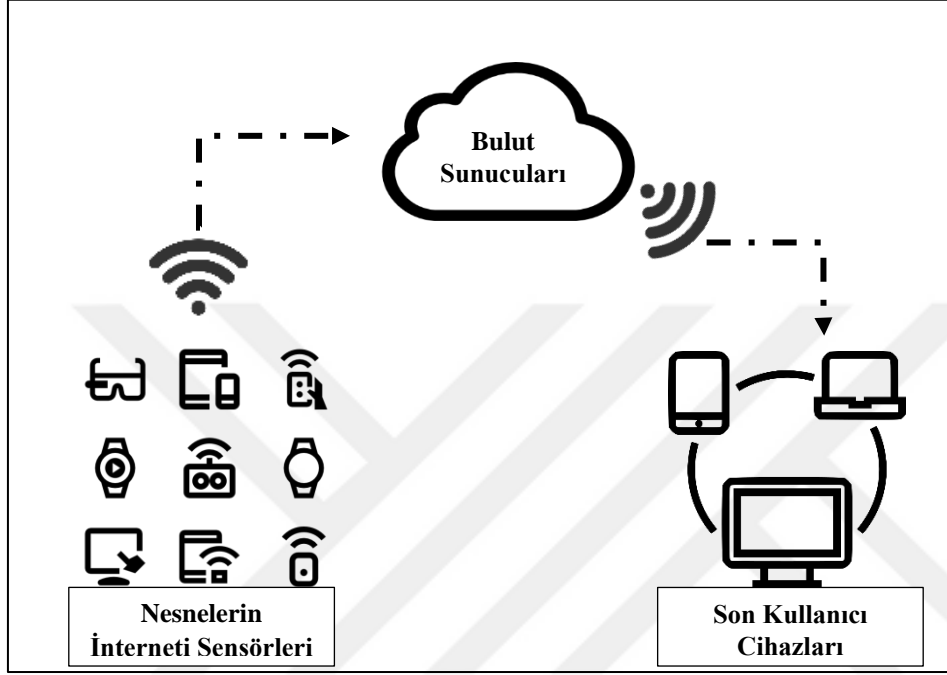 Bulut
Sunucuları
Nesnelerin
İnterneti Sensörleri
Son Kullanıcı
Cihazları